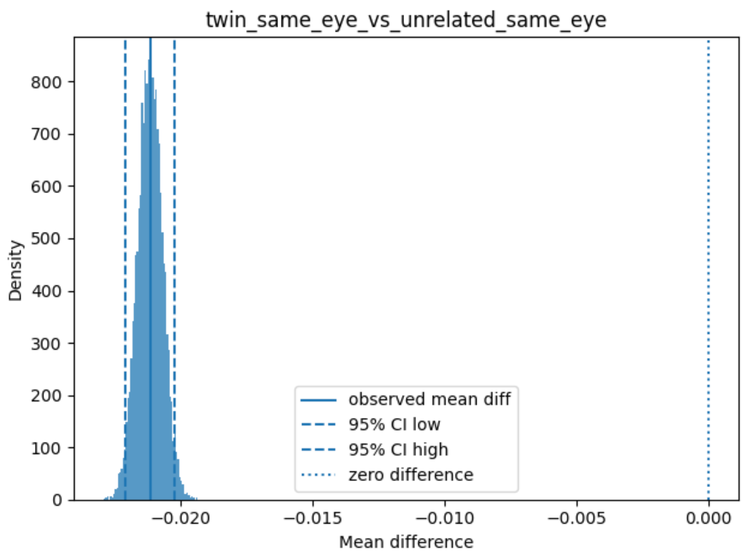 twin_same_eye_vs_unrelated_same_eye
800
700
600
500
400
300
200
100
0
Density
observed mean diff
95% CI low
95% CI high
zero difference
−0.020 −0.015 −0.010 −0.005 0.000
Mean difference